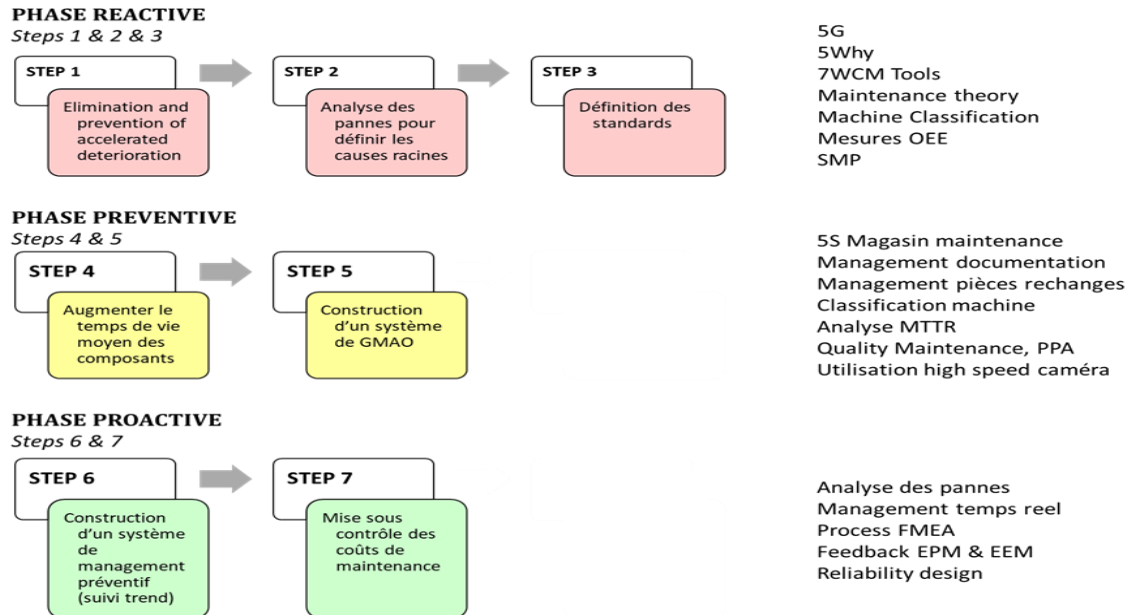 PHASE REACTIVE
Steps 1 & 2 & 3
STEP 1
Elimination and
prevention of
accelerated
deterioration
STEP 2
Analyse des
pannes pour
définir les
causes racines
STEP 3
Définition des
standards
5G
5Why
7WCM Tools
Maintenance theory
Machine Classification
Mesures OEE
SMP
PHASE PREVENTIVE
Steps 4 & 5
STEP 4
Augmenter le
temps de vie
moyen des
composants
STEP 5
Construction
d'un système
de GMAO
5S Magasin maintenance
Management documentation
Management pièces rechanges
Classification machine
Analyse MTTR
Quality Maintenance, PPA
Utilisation high speed caméra
PHASE PROACTIVE
Steps 6 & 7
STEP 6
Construction
d'un système
de
management
préventif
(suivi trend)
STEP 7
Mise sous
contrôle des
coûts de
maintenance
Analyse des pannes
Management temps reel
Process FMEA
Feedback EPM & EEM
Reliability design